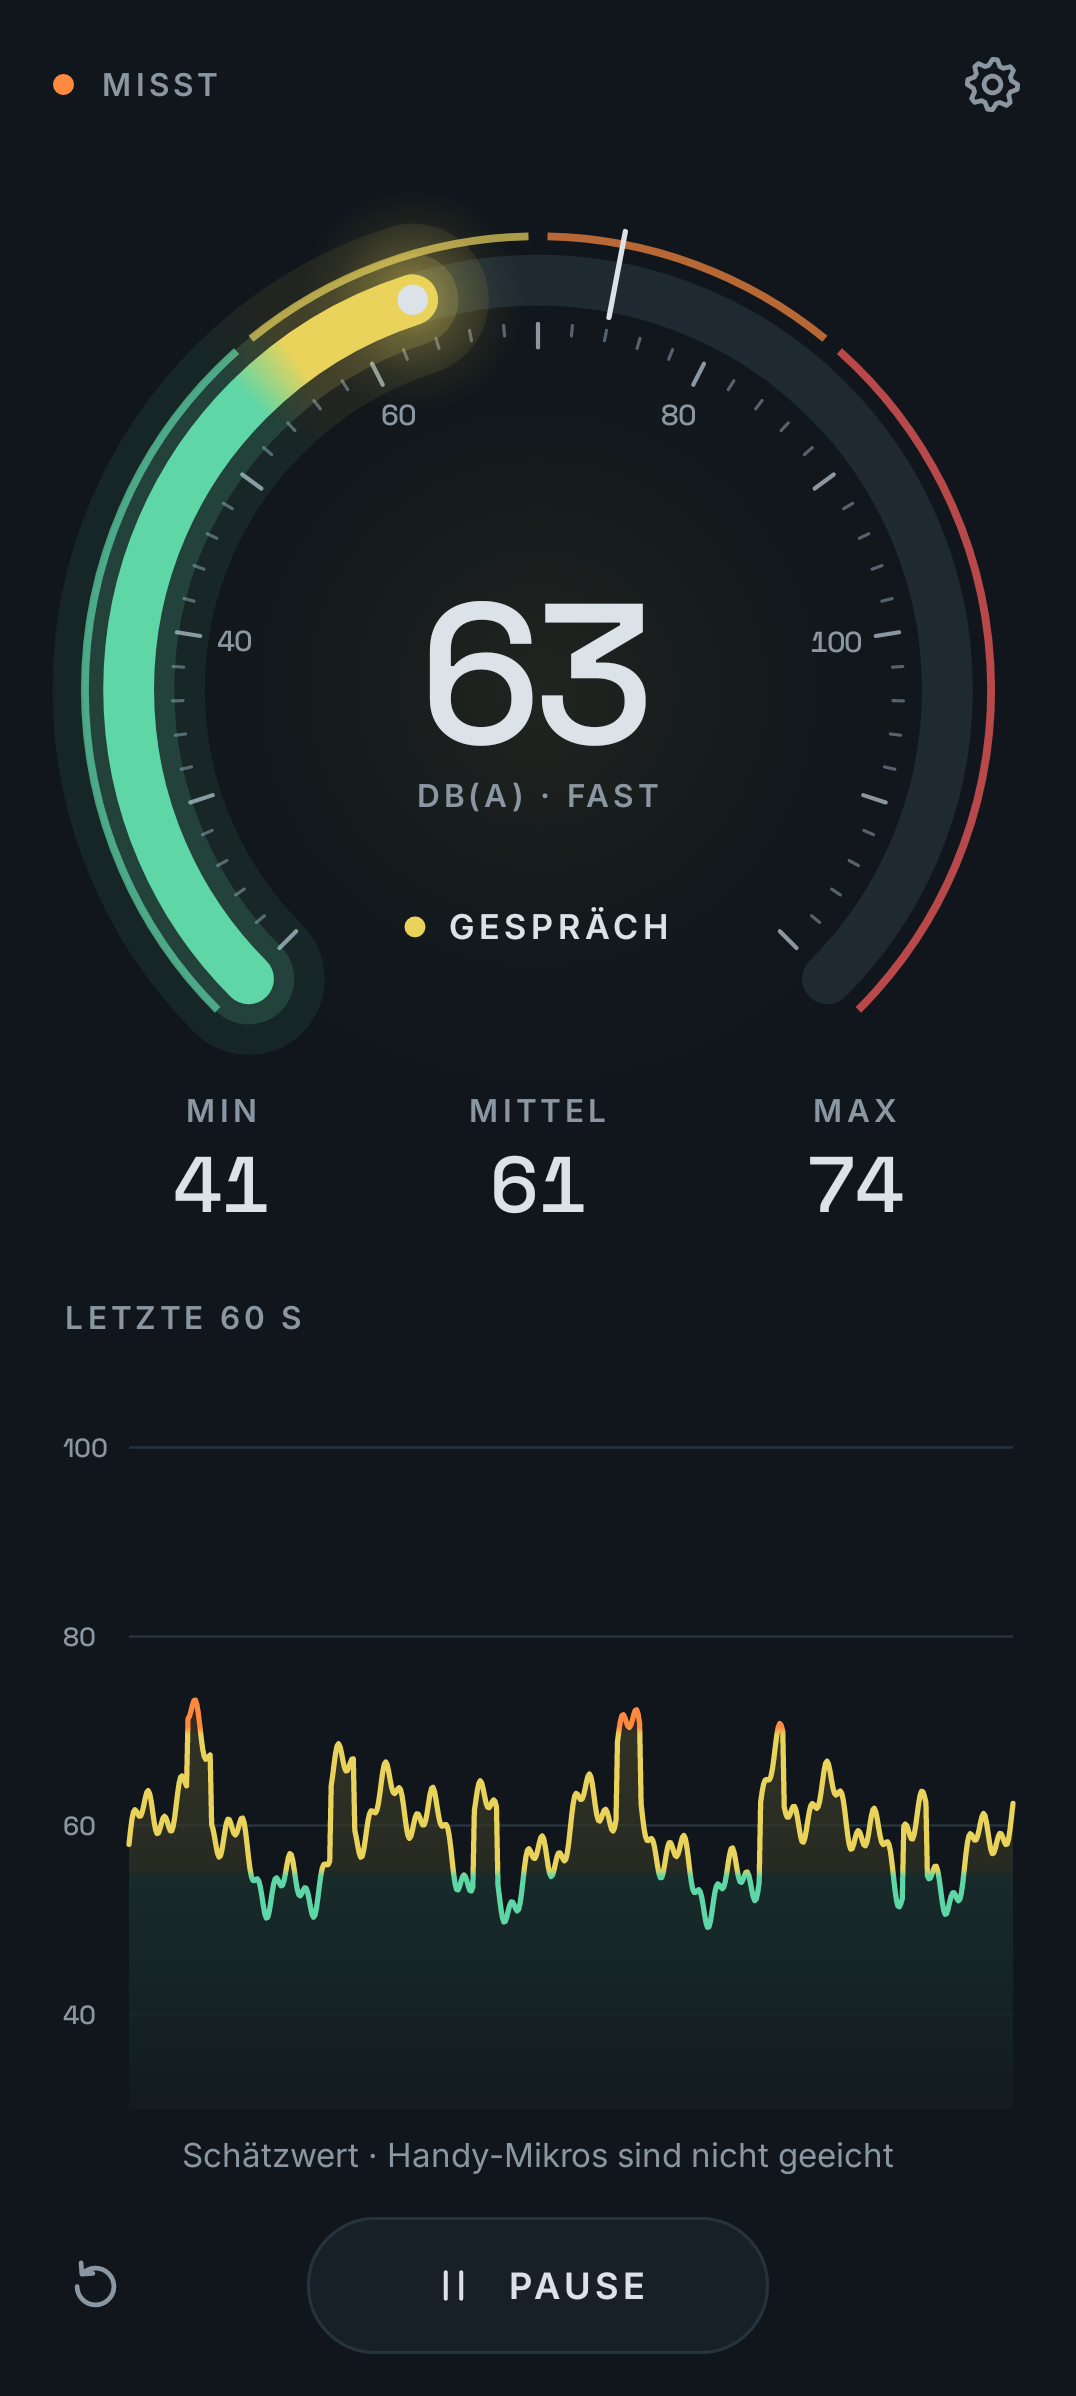 MISST
60
80
40
100
63
DB(A) · FAST
GESPRÄCH
MIN
MITTEL
MAX
41
61
74
LETZTE 60 S
100
80
60
40
Schätzwert · Handy-Mikros sind nicht geeicht
PAUSE